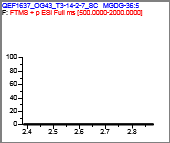 QEF1637_OG43_T3-14-2-7_SC MGDG-36:5
F: FTMS + p ESI Full ms [500.0000-2000.0000]
100
80
60
40
20
0
2.4 2.5 2.6 2.7 2.8